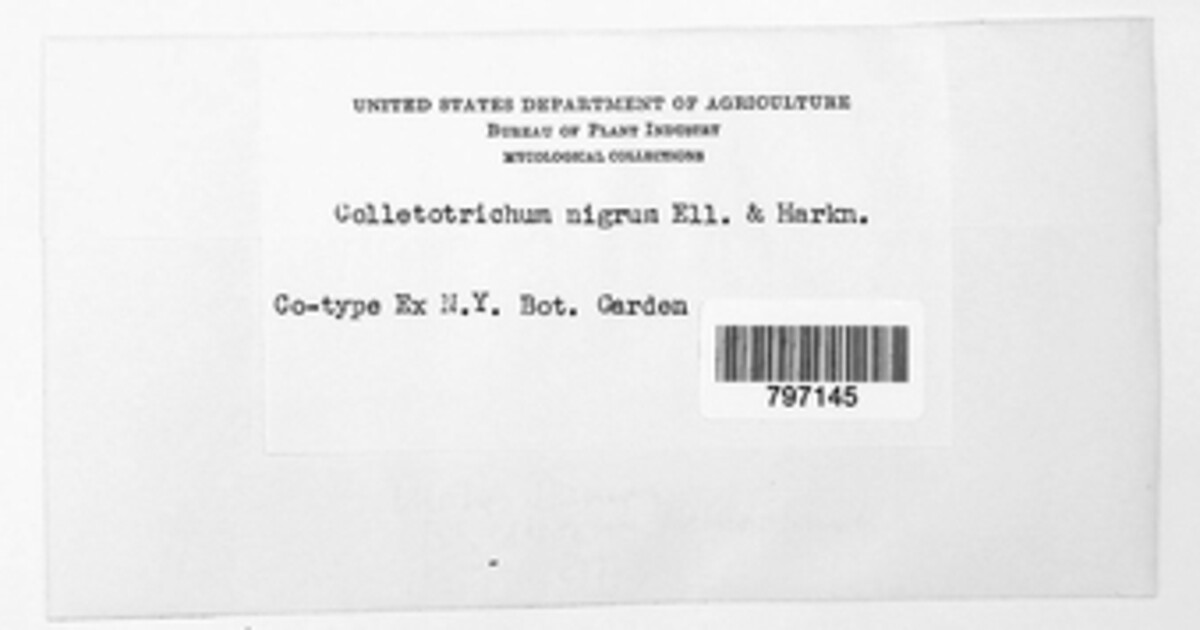 UNITED STATES DEPARTMENT OF AGRICULTURE
BUREAU OF PLANT INDUSTRY
MYCOLOGICAL COLLECTIONS
Colletotrichum nigrum Ell. & Harkn.
Co-type Ex N.Y. Bot. Garden
797145